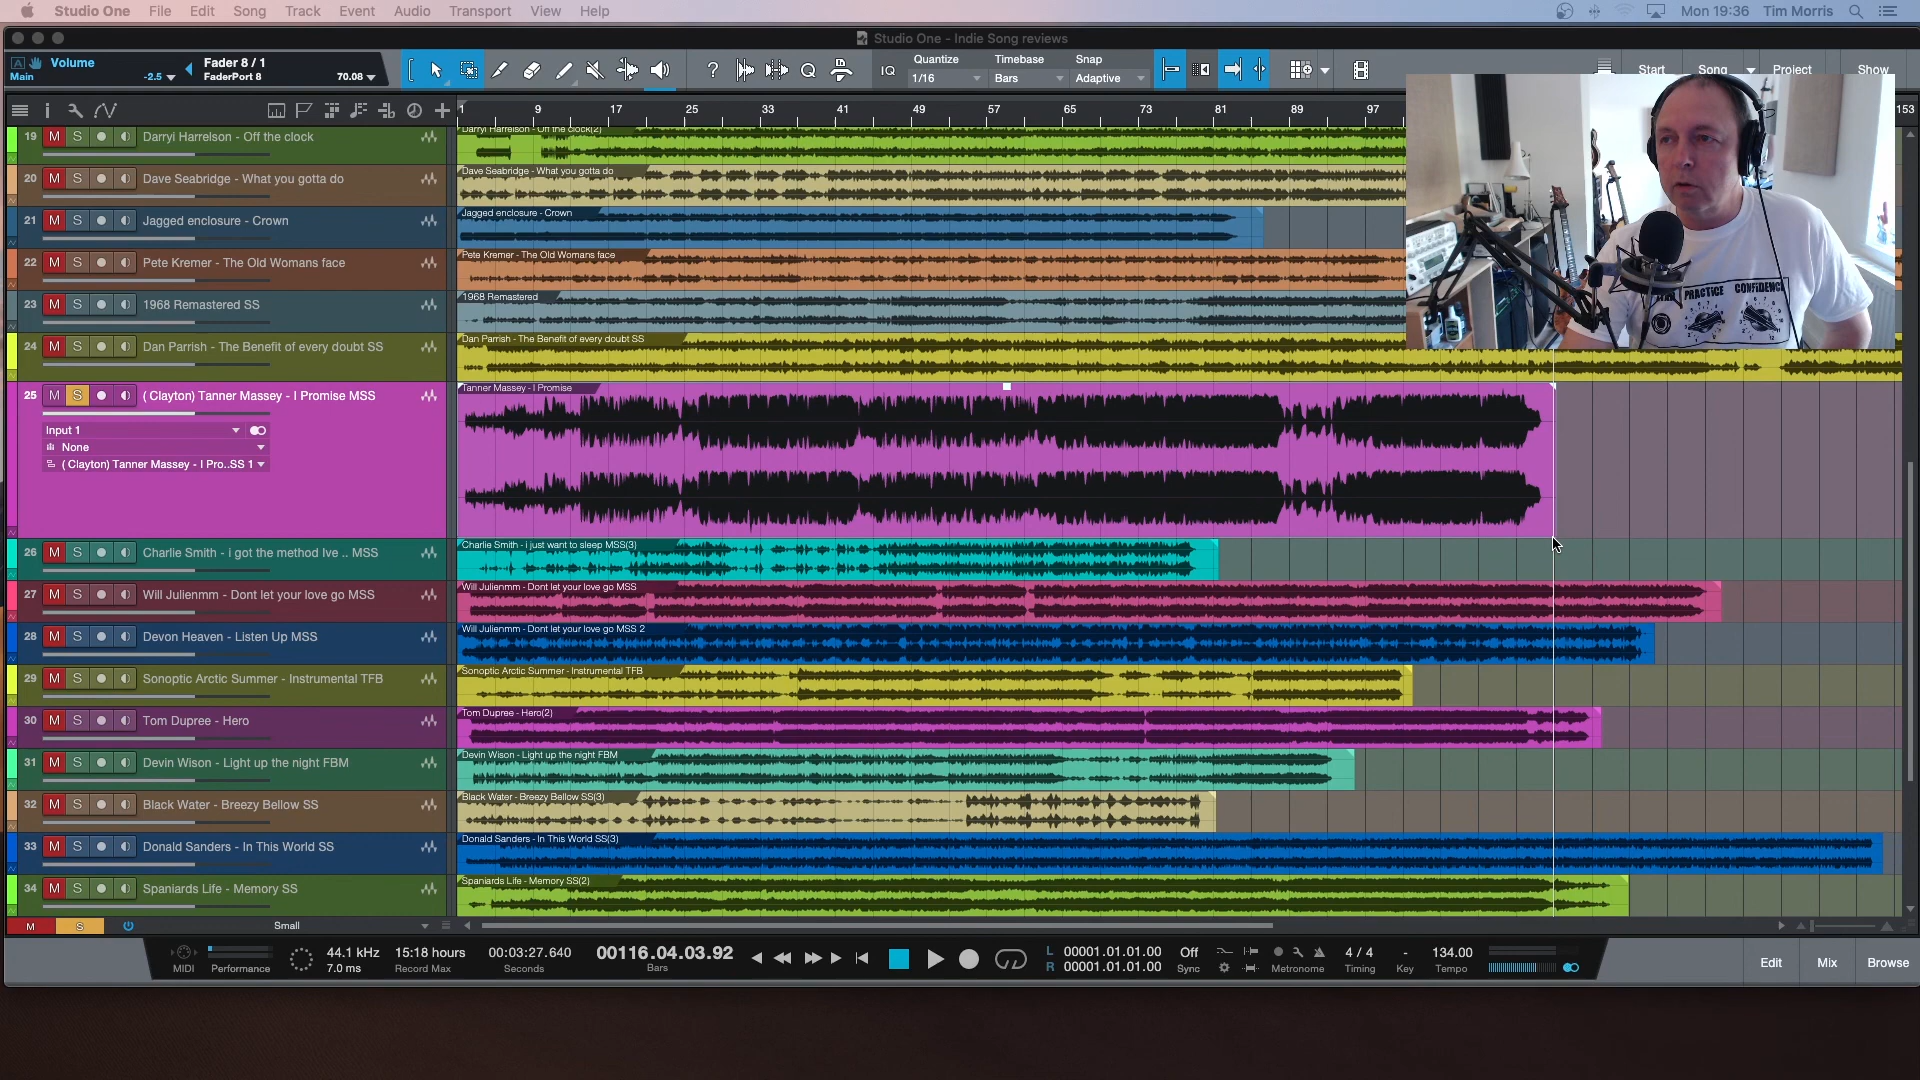 Studio One File Edit Song Track Event Audio Transport View Help Mon 19:36 Tim Morris
Studio One - Indie Song reviews
Volume
Main -2.5
Fader 8 / 1
FaderPort 8 70.08
IQ
Quantize
1/16
Timebase
Bars
Snap
Adaptive
Start Song Project Show
1 9 17 25 33 41 49 57 65 73 81 89 97 153
19 M S Darryl Harrelson - Off the clock
Darryl Harrelson - Off the clock(2)
20 M S Dave Seabridge - What you gotta do
Dave Seabridge - What you gotta do
21 M S Jagged enclosure - Crown
Jagged enclosure - Crown
22 M S Pete Kremer - The Old Womans face
Pete Kremer - The Old Womans face
23 M S 1968 Remastered SS
1968 Remastered
24 M S Dan Parrish - The Benefit of every doubt SS
Dan Parrish - The Benefit of every doubt SS
25 M S ( Clayton) Tanner Massey - I Promise MSS
Tanner Massey - I Promise
Input 1
None
( Clayton) Tanner Massey - I Pro..SS 1
26 M S Charlie Smith - i got the method Ive .. MSS
Charlie Smith - i just want to sleep MSS(3)
27 M S Will Julienmm - Dont let your love go MSS
Will Julienmm - Dont let your love go MSS
28 M S Devon Heaven - Listen Up MSS
Will Julienmm - Dont let your love go MSS 2
29 M S Sonoptic Arctic Summer - Instrumental TFB
Sonoptic Arctic Summer - Instrumental TFB
30 M S Tom Dupree - Hero
Tom Dupree - Hero(2)
31 M S Devin Wison - Light up the night FBM
Devin Wison - Light up the night FBM
32 M S Black Water - Breezy Bellow SS
Black Water - Breezy Bellow SS(3)
33 M S Donald Sanders - In This World SS
Donald Sanders - In This World SS(3)
34 M S Spaniards Life - Memory SS
Spaniards Life - Memory SS(2)
PRACTICE CONFIDENCE
M S Small
MIDI
Performance
44.1 kHz
7.0 ms
15:18 hours
Record Max
00:03:27.640
Seconds
00116.04.03.92
Bars
L 00001.01.01.00
R 00001.01.01.00
Off
Sync
Metronome
4 / 4
Timing
-
Key
134.00
Tempo
Edit Mix Browse